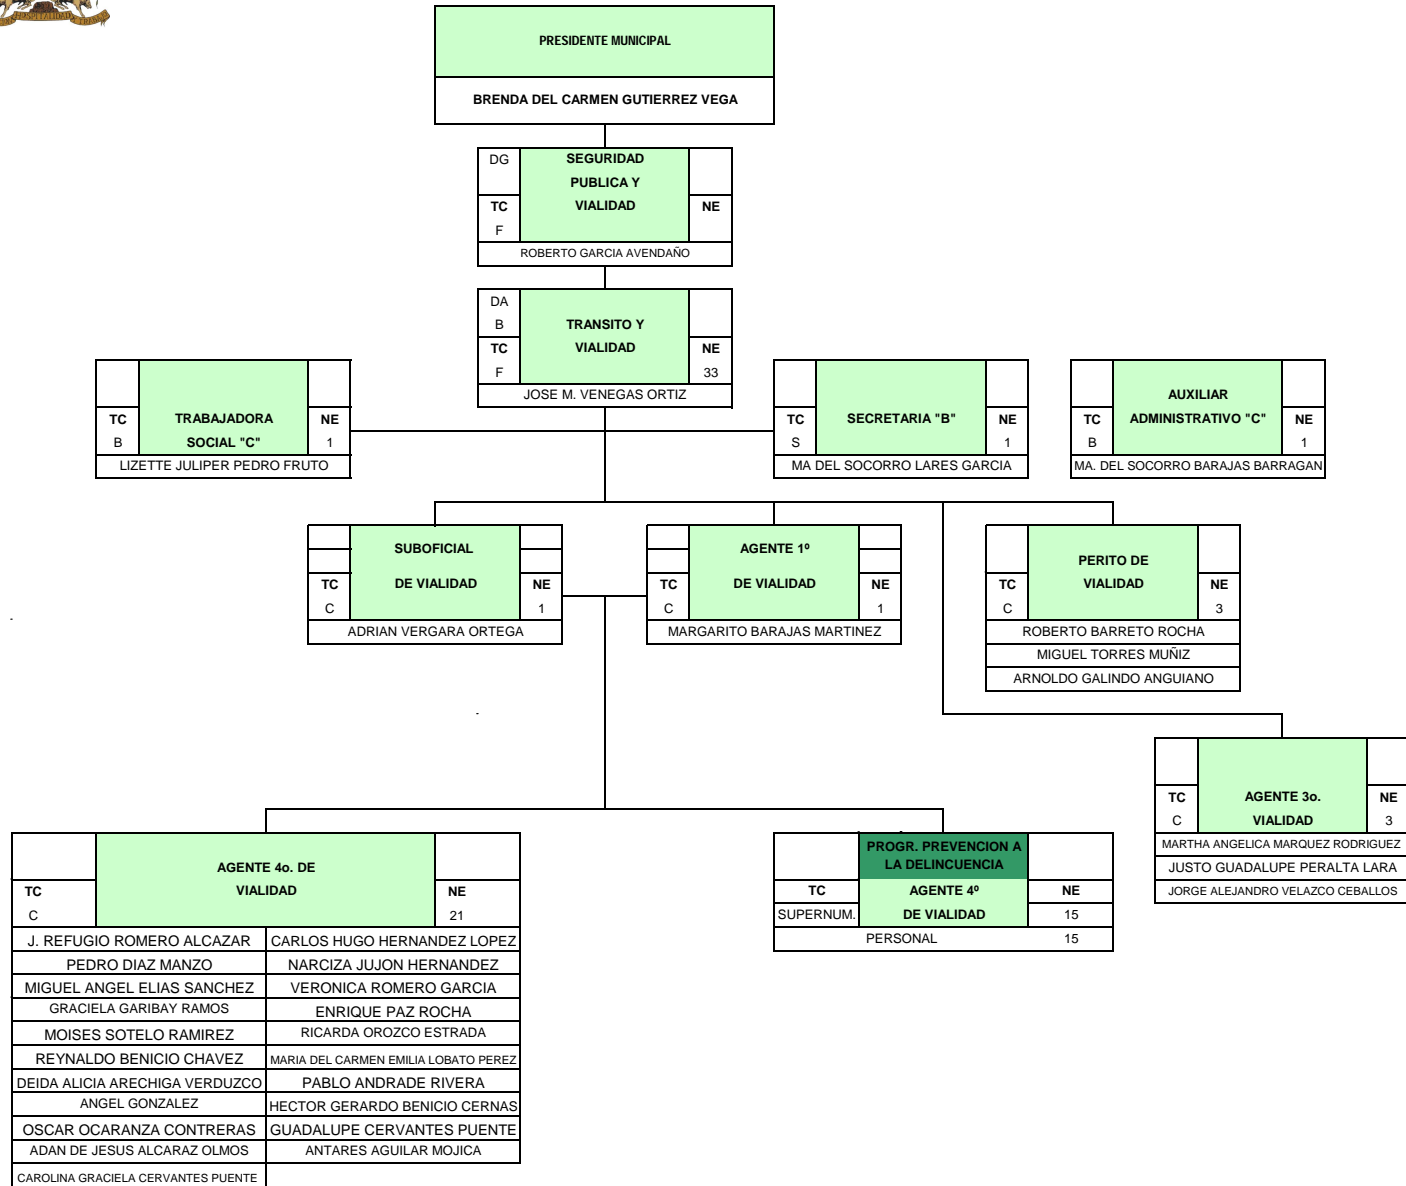 HOSPITALIDAD Y TRABAJO
PRESIDENTE MUNICIPAL
BRENDA DEL CARMEN GUTIERREZ VEGA
DG
SEGURIDAD
PUBLICA Y
TC
VIALIDAD
NE
F
ROBERTO GARCIA AVENDAÑO
DA
B
TRANSITO Y
TC
VIALIDAD
NE
F
33
JOSE M. VENEGAS ORTIZ
TC
TRABAJADORA
NE
B
SOCIAL "C"
1
LIZETTE JULIPER PEDRO FRUTO
TC
SECRETARIA "B"
NE
S
1
MA DEL SOCORRO LARES GARCIA
AUXILIAR
TC
ADMINISTRATIVO "C"
NE
B
1
MA. DEL SOCORRO BARAJAS BARRAGAN
SUBOFICIAL
TC
DE VIALIDAD
NE
C
1
ADRIAN VERGARA ORTEGA
AGENTE 1º
TC
DE VIALIDAD
NE
C
1
MARGARITO BARAJAS MARTINEZ
PERITO DE
TC
VIALIDAD
NE
C
3
ROBERTO BARRETO ROCHA
MIGUEL TORRES MUÑIZ
ARNOLDO GALINDO ANGUIANO
TC
AGENTE 3o.
NE
C
VIALIDAD
3
MARTHA ANGELICA MARQUEZ RODRIGUEZ
JUSTO GUADALUPE PERALTA LARA
JORGE ALEJANDRO VELAZCO CEBALLOS
AGENTE 4o. DE
TC
VIALIDAD
NE
C
21
J. REFUGIO ROMERO ALCAZAR
CARLOS HUGO HERNANDEZ LOPEZ
PEDRO DIAZ MANZO
NARCIZA JUJON HERNANDEZ
MIGUEL ANGEL ELIAS SANCHEZ
VERONICA ROMERO GARCIA
GRACIELA GARIBAY RAMOS
ENRIQUE PAZ ROCHA
MOISES SOTELO RAMIREZ
RICARDA OROZCO ESTRADA
REYNALDO BENICIO CHAVEZ
MARIA DEL CARMEN EMILIA LOBATO PEREZ
DEIDA ALICIA ARECHIGA VERDUZCO
PABLO ANDRADE RIVERA
ANGEL GONZALEZ
HECTOR GERARDO BENICIO CERNAS
OSCAR OCARANZA CONTRERAS
GUADALUPE CERVANTES PUENTE
ADAN DE JESUS ALCARAZ OLMOS
ANTARES AGUILAR MOJICA
CAROLINA GRACIELA CERVANTES PUENTE
PROGR. PREVENCION A
LA DELINCUENCIA
TC
AGENTE 4º
NE
SUPERNUM.
DE VIALIDAD
15
PERSONAL
15